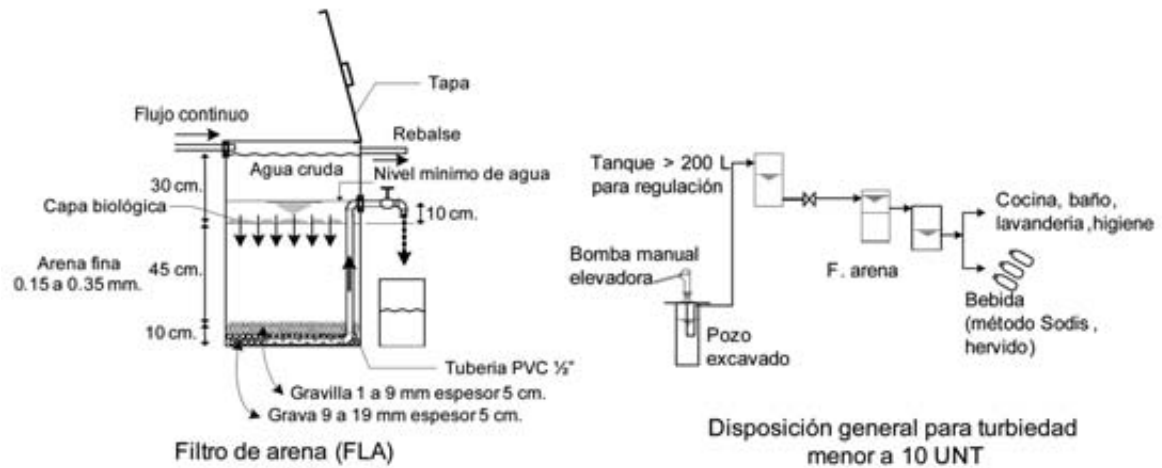 Tapa
Flujo continuo
Rebalse
Agua cruda
Nivel minimo de agua
30 cm.
Capa biológica
10 cm.
Arena fina
0.15 a 0.35 mm.
45 cm.
10 cm.
Tuberia PVC ½"
Gravilla 1 a 9 mm espesor 5 cm.
Grava 9 a 19 mm espesor 5 cm.
Filtro de arena (FLA)
Tanque > 200 L
para regulación
Bomba manual
elevadora
Pozo
excavado
F. arena
Cocina, baño,
lavanderia ,higiene
Bebida
(método Sodis ,
hervido)
Disposición general para turbiedad
menor a 10 UNT